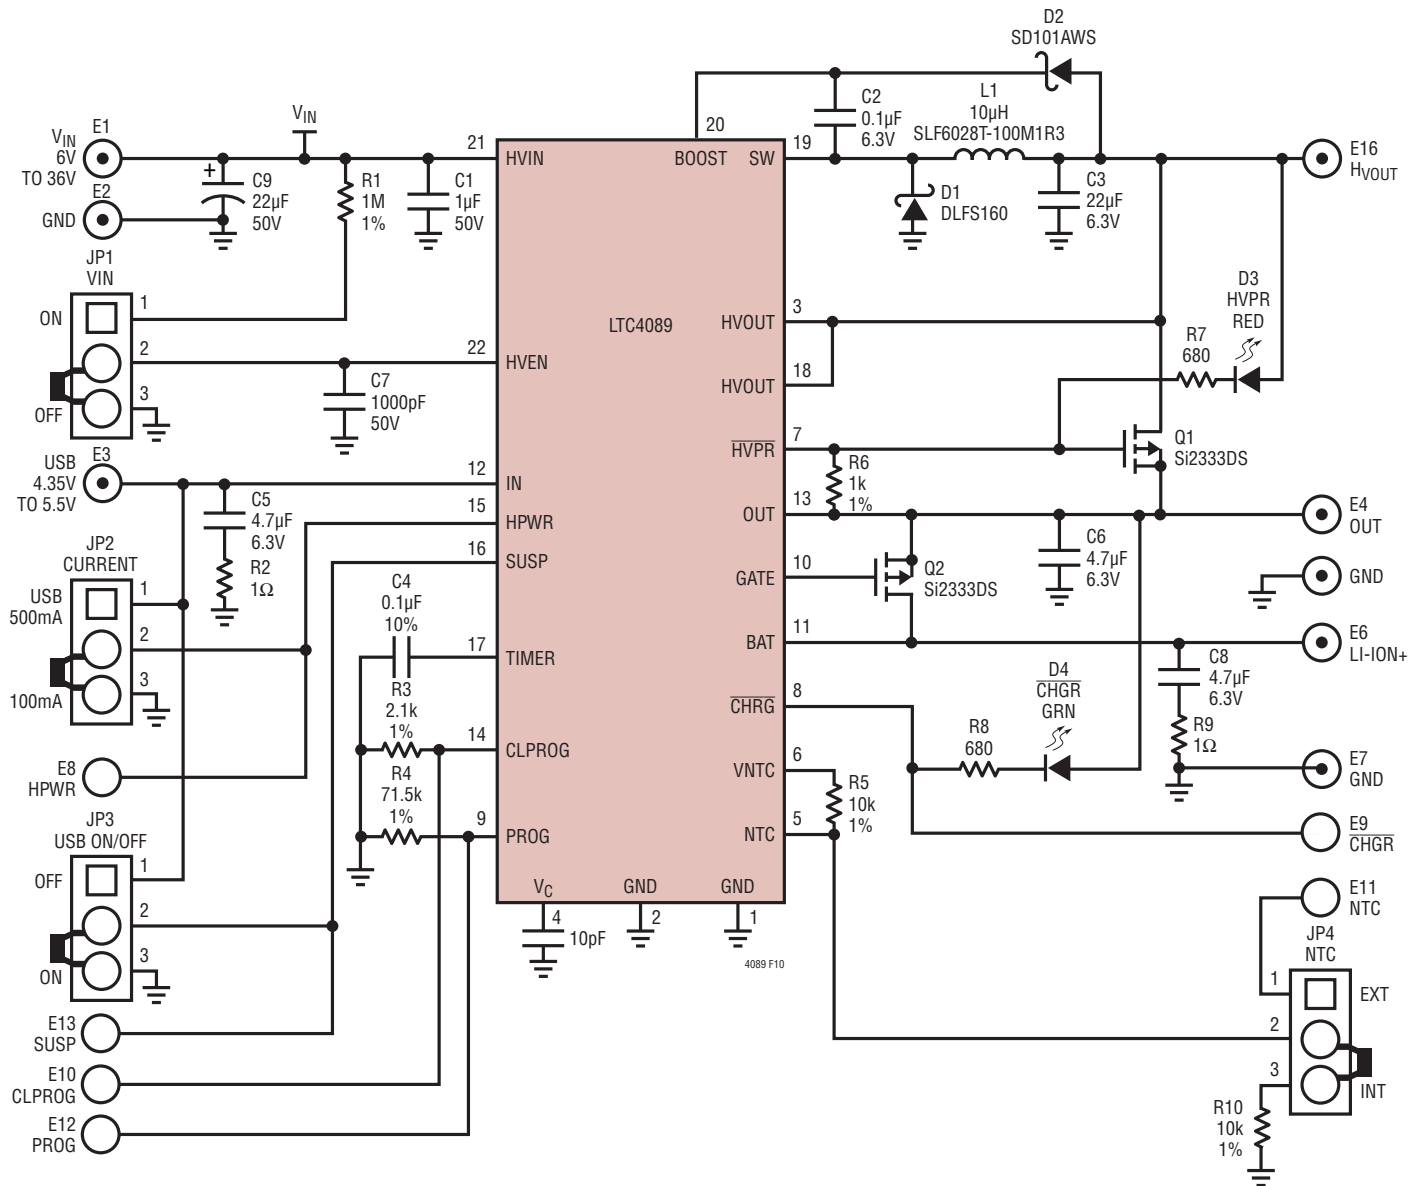 D2
SD101AWS
C2
0.1µF
6.3V
L1
10µH
SLF6028T-100M1R3
20
VIN
E1
VIN
6V
TO 36V
21
HVIN
BOOST
SW
19
E16
HVOUT
E2
GND
+
C9
22µF
50V
R1
1M
1%
C1
1µF
50V
D1
DLFS160
C3
22µF
6.3V
JP1
VIN
ON
1
2
3
OFF
LTC4089
22
HVEN
C7
1000pF
50V
HVOUT
3
HVOUT
18
D3
HVPR
RED
R7
680
HVPR
7
Q1
Si2333DS
R6
1k
1%
E3
USB
4.35V
TO 5.5V
12
IN
C5
4.7µF
6.3V
R2
1Ω
15
HPWR
16
SUSP
OUT
13
E4
OUT
GATE
10
Q2
Si2333DS
C6
4.7µF
6.3V
GND
JP2
CURRENT
USB
500mA
1
2
3
100mA
C4
0.1µF
10%
17
TIMER
BAT
11
E6
LI-ION+
C8
4.7µF
6.3V
R9
1Ω
R3
2.1k
1%
14
CLPROG
CHRG
8
D4
CHGR
GRN
R8
680
E7
GND
E8
HPWR
R4
71.5k
1%
9
PROG
VNTC
6
R5
10k
1%
NTC
5
E9
CHGR
JP3
USB ON/OFF
OFF
1
2
3
ON
VC
GND
GND
4
10pF
2
1
4089 F10
E11
NTC
JP4
NTC
1
EXT
2
3
INT
R10
10k
1%
E13
SUSP
E10
CLPROG
E12
PROG